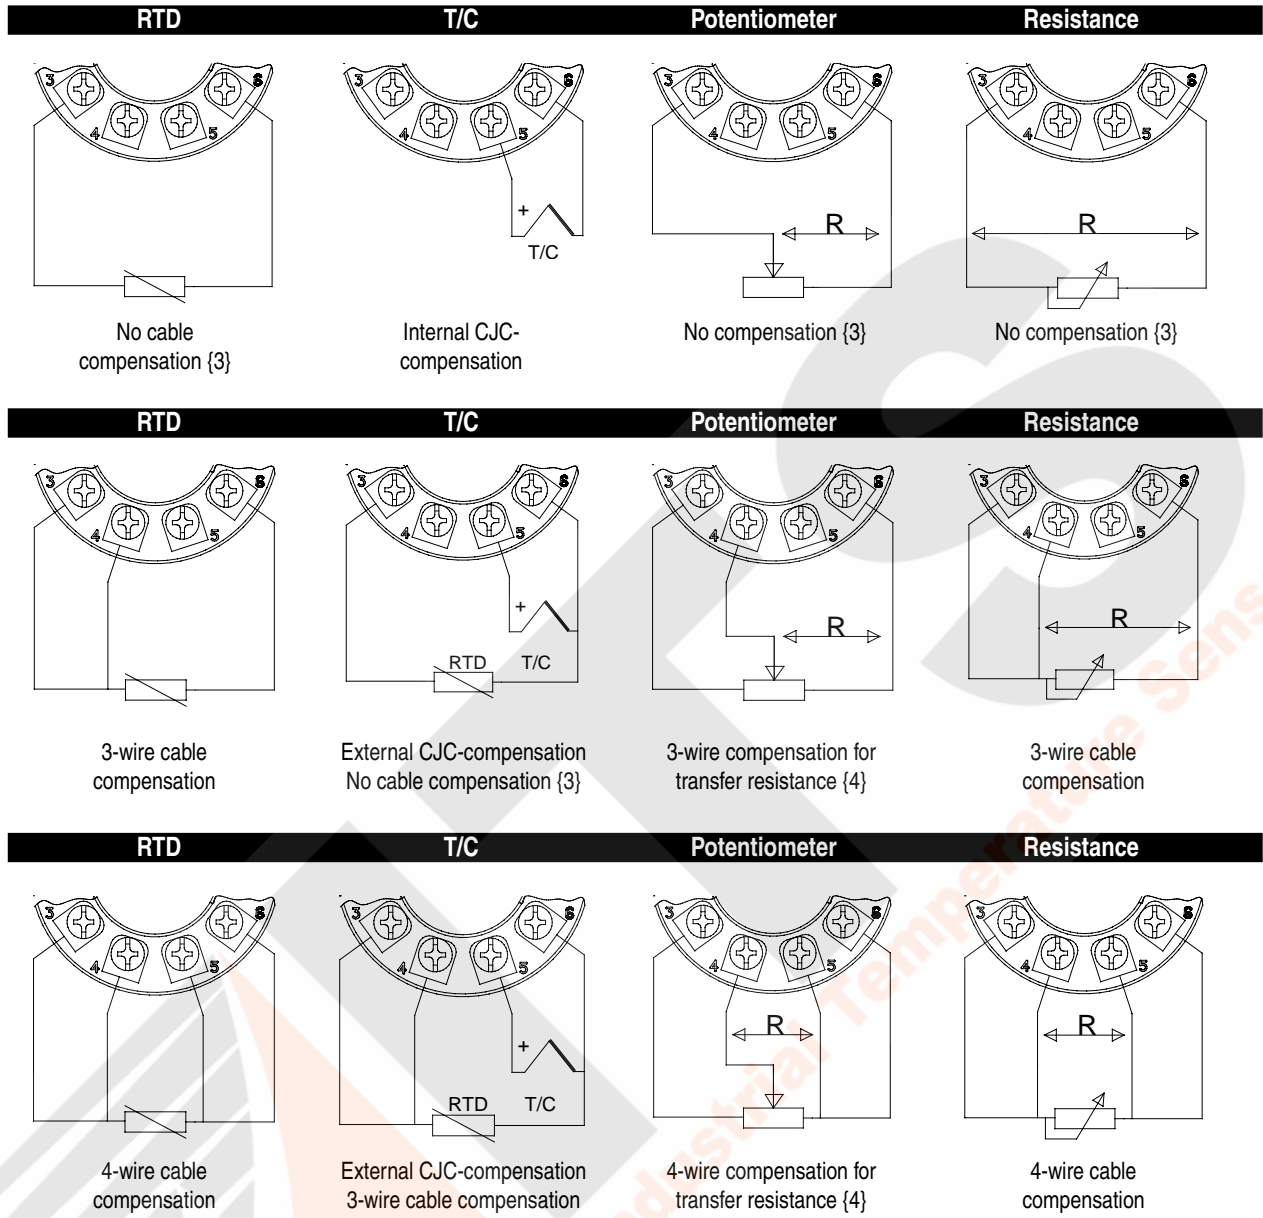 RTD T/C Potentiometer Resistance
3 6 3 6 3 6 3 6
4 5 4 5 4 5 4 5
+ R R
T/C
No cable Internal CJC- No compensation {3} No compensation {3}
compensation {3} compensation
RTD T/C Potentiometer Resistance
3 6 3 6 3 6 3 6
4 5 4 5 4 5 4 5
+ R R
RTD T/C
3-wire cable External CJC-compensation 3-wire compensation for 3-wire cable
compensation No cable compensation {3} transfer resistance {4} compensation
RTD T/C Potentiometer Resistance
3 6 3 6 3 6 3 6
4 5 4 5 4 5 4 5
+ R R
RTD T/C
4-wire cable External CJC-compensation 4-wire compensation for 4-wire cable
compensation 3-wire cable compensation transfer resistance {4} compensation
ITS
Industrial Temperature Sens